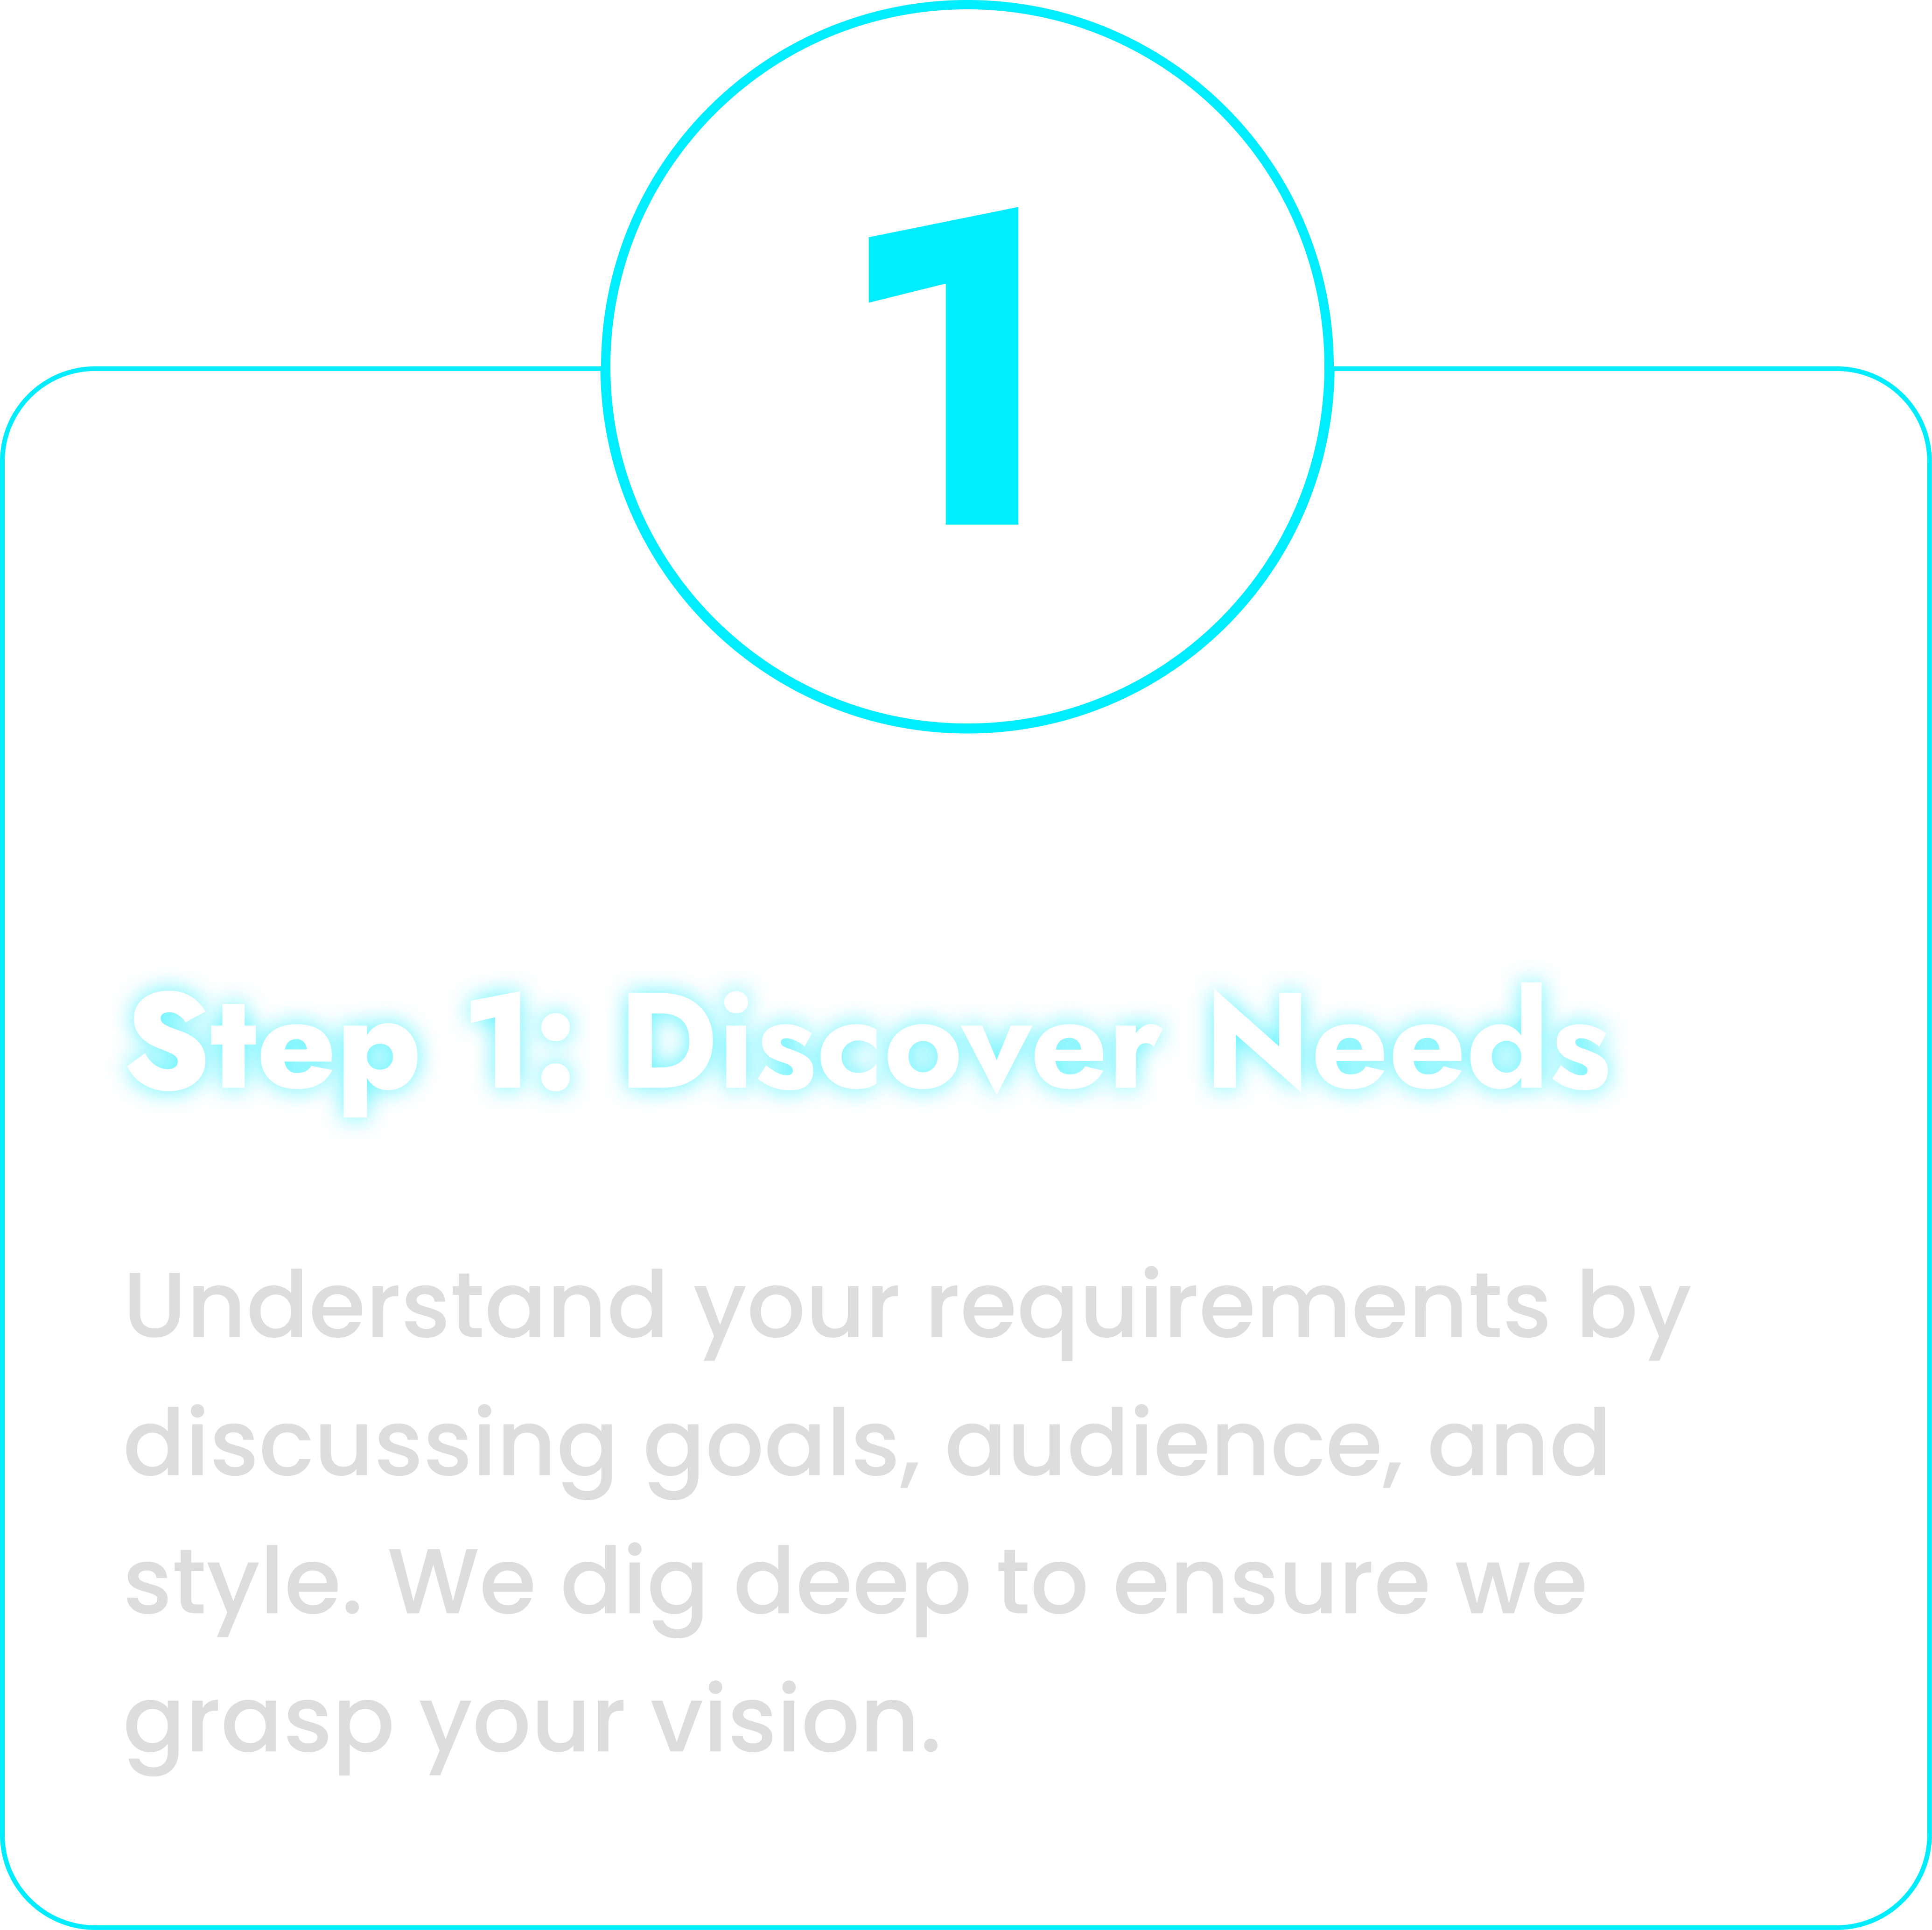 1
Step 1: Discover Needs
Understand your requirements by
discussing goals, audience, and
style. We dig deep to ensure we
grasp your vision.